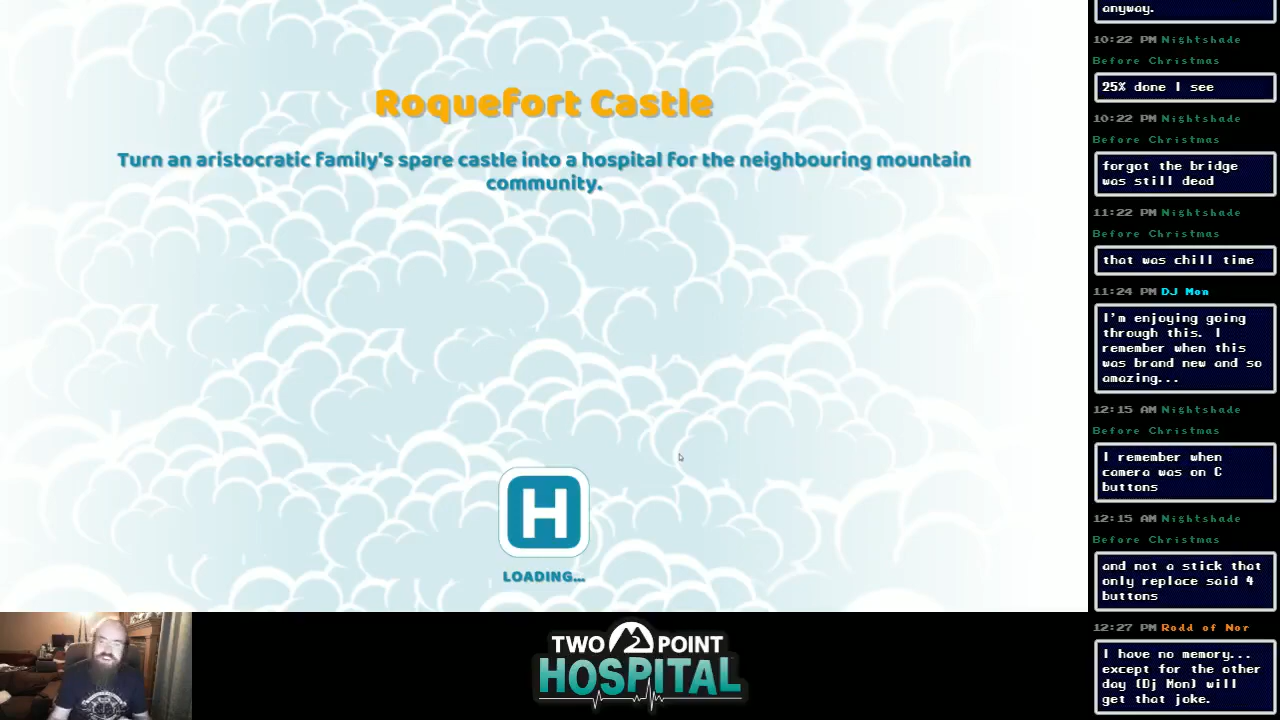 Roquefort Castle
Turn an aristocratic family's spare castle into a hospital for the neighbouring mountain
community.
H
LOADING...
TWO POINT
HOSPITAL
anyway.
10:22 PM Nightshade
Before Christmas
25% done I see
10:22 PM Nightshade
Before Christmas
forgot the bridge
was still dead
11:22 PM Nightshade
Before Christmas
that was chill time
11:24 PM DJ Mon
I'm enjoying going
through this. I
remember when this
was brand new and so
amazing...
12:15 AM Nightshade
Before Christmas
I remember when
camera was on C
buttons
12:15 AM Nightshade
Before Christmas
and not a stick that
only replace said 4
buttons
12:27 PM Rodd of Nor
I have no memory...
except for the other
day (Dj Mon) will
get that joke.